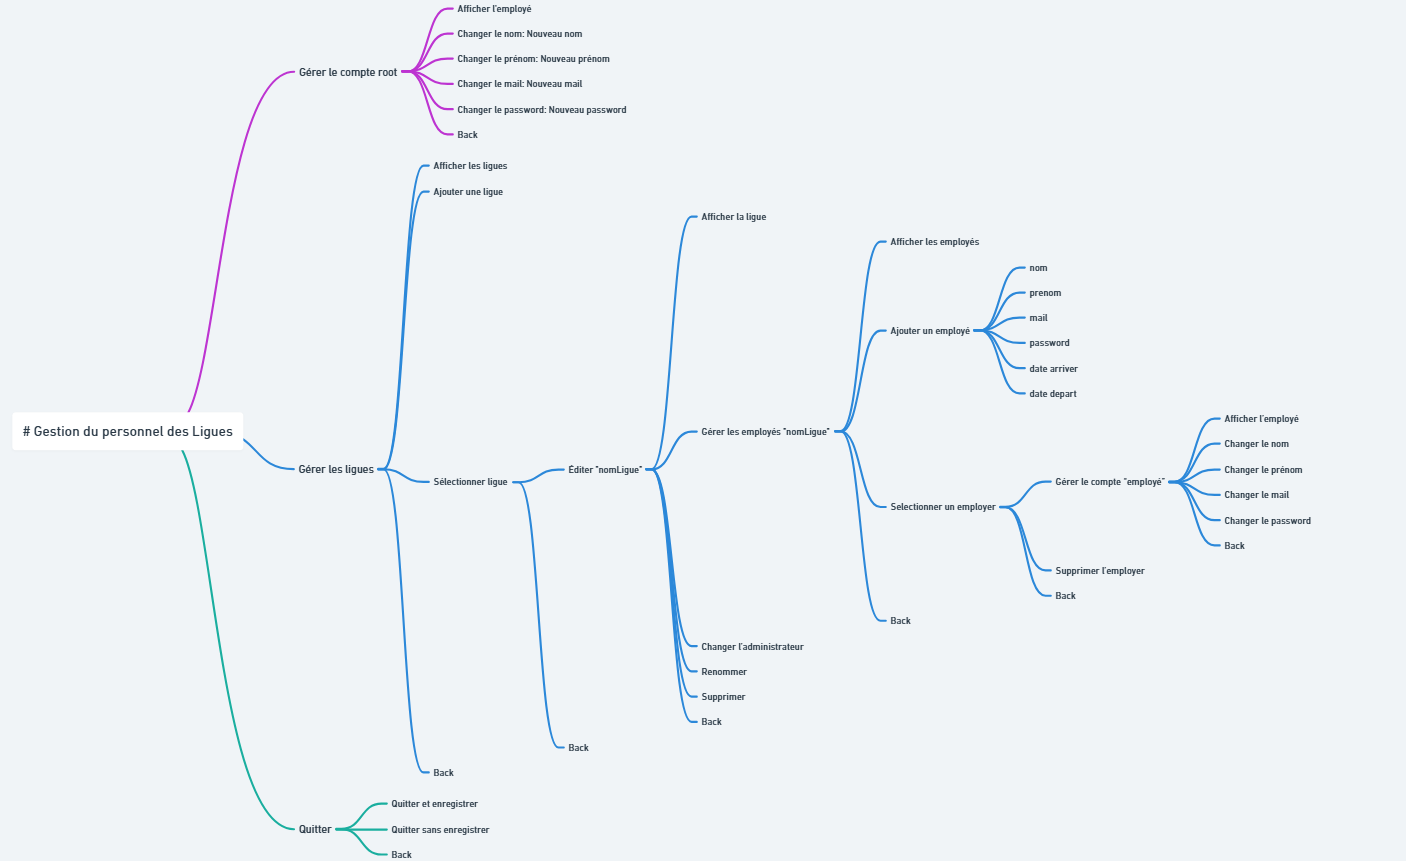 # Gestion du personnel des Ligues
Gérer le compte root
Afficher l'employé
Changer le nom: Nouveau nom
Changer le prénom: Nouveau prénom
Changer le mail: Nouveau mail
Changer le password: Nouveau password
Back
Gérer les ligues
Afficher les ligues
Ajouter une ligue
Sélectionner ligue
Éditer "nomLigue"
Afficher la ligue
Gérer les employés "nomLigue"
Afficher les employés
Ajouter un employé
nom
prenom
mail
password
date arriver
date depart
Selectionner un employer
Gérer le compte "employé"
Afficher l'employé
Changer le nom
Changer le prénom
Changer le mail
Changer le password
Back
Supprimer l'employer
Back
Back
Changer l'administrateur
Renommer
Supprimer
Back
Back
Back
Quitter
Quitter et enregistrer
Quitter sans enregistrer
Back